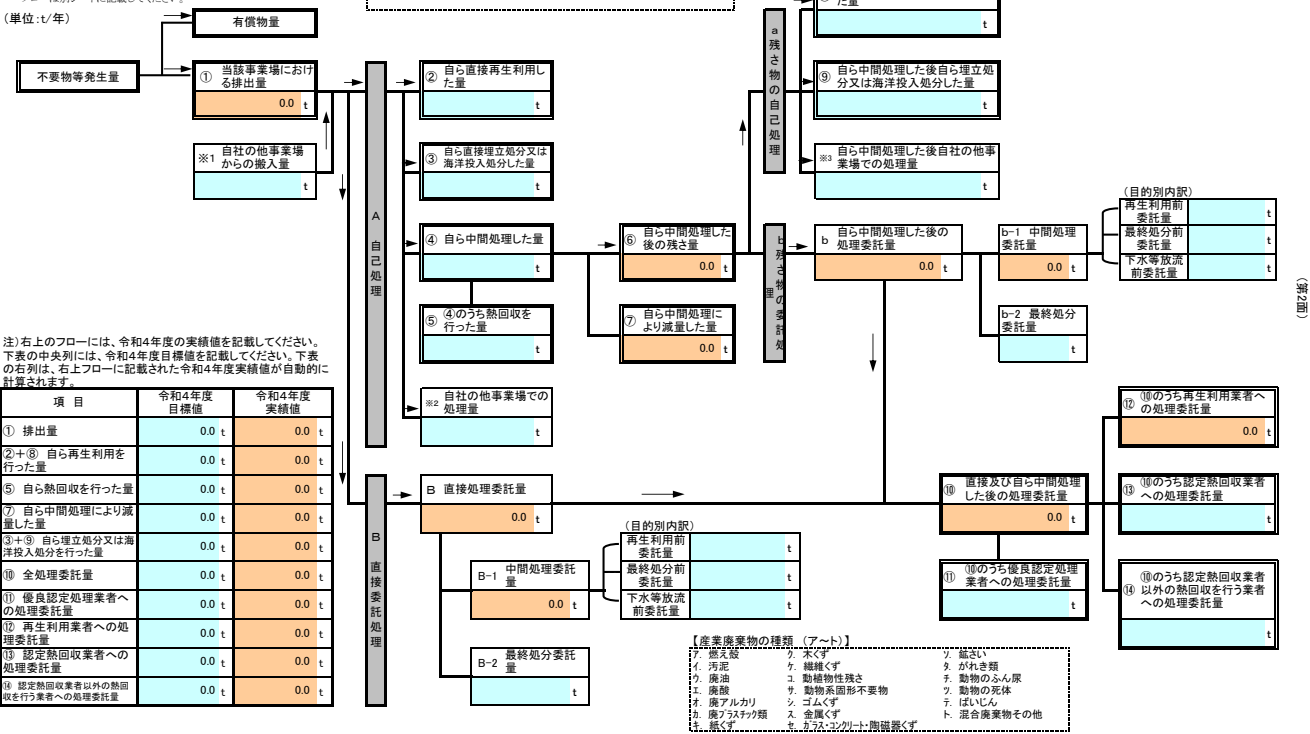 (単位:t/年)
有償物量
不要物等発生量
① 当該事業場におけ
る排出量
0.0 t
※1 自社の他事業場
からの搬入量
t
A 自己処理
② 自ら直接再生利用し
た量
t
③ 自ら直接埋立処分又は
海洋投入処分した量
t
④ 自ら中間処理した量
t
⑤ ④のうち熱回収を
行った量
t
※2 自社の他事業場での
処理量
t
⑥ 自ら中間処理した
後の残さ量
0.0 t
⑦ 自ら中間処理に
より減量した量
0.0 t
a 残さ物の自己処理
た量
t
⑨ 自ら中間処理した後自ら埋立処
分又は海洋投入処分した量
t
※3 自ら中間処理した後自社の他事
業場での処理量
t
b 残さ物の委託処理
b 自ら中間処理した後の
処理委託量
0.0 t
b-1 中間処理
委託量
0.0 t
b-2 最終処分
委託量
t
(目的別内訳)
再生利用前
委託量
t
最終処分前
委託量
t
下水等放流
前委託量
t
(第2面)
注)右上のフローには、令和4年度の実績値を記載してください。
下表の中央列には、令和4年度目標値を記載してください。下表
の右列は、右上フローに記載された令和4年度実績値が自動的に
計算されます。
項 目 令和4年度 目標値 令和4年度 実績値
① 排出量 0.0 t 0.0 t
②+⑧ 自ら再生利用を
行った量 0.0 t 0.0 t
⑤ 自ら熱回収を行った量 0.0 t 0.0 t
⑦ 自ら中間処理により減
量した量 0.0 t 0.0 t
③+⑨ 自ら埋立処分又は海
洋投入処分を行った量 0.0 t 0.0 t
⑩ 全処理委託量 0.0 t 0.0 t
⑪ 優良認定処理業者へ
の処理委託量 0.0 t 0.0 t
⑫ 再生利用業者への処
理委託量 0.0 t 0.0 t
⑬ 認定熱回収業者への
処理委託量 0.0 t 0.0 t
⑭ 認定熱回収業者以外の熱回
収を行う業者への処理委託量 0.0 t 0.0 t
B 直接委託処理
B 直接処理委託量
0.0 t
B-1 中間処理委託
量
0.0 t
B-2 最終処分委託
量
t
(目的別内訳)
再生利用前
委託量
t
最終処分前
委託量
t
下水等放流
前委託量
t
⑩ 直接及び自ら中間処理
した後の処理委託量
0.0 t
⑪ ⑩のうち優良認定処理
業者への処理委託量
t
⑫ ⑩のうち再生利用業者へ
の処理委託量
0.0 t
⑬ ⑩のうち認定熱回収業者
への処理委託量
t
⑭ ⑩のうち認定熱回収業者
以外の熱回収を行う業者
への処理委託量
t
【産業廃棄物の種類 (ア~ト)】
ア. 燃え殻 ク. 木くず ソ. 鉱さい
イ. 汚泥 ケ. 繊維くず タ. がれき類
ウ. 廃油 コ. 動植物性残さ チ. 動物のふん尿
エ. 廃酸 サ. 動物系固形不要物 ツ. 動物の死体
オ. 廃アルカリ シ. ゴムくず テ. ばいじん
カ. 廃プラスチック類 ス. 金属くず ト. 混合廃棄物その他
キ. 紙くず セ. ガラス・コンクリート・陶磁器くず